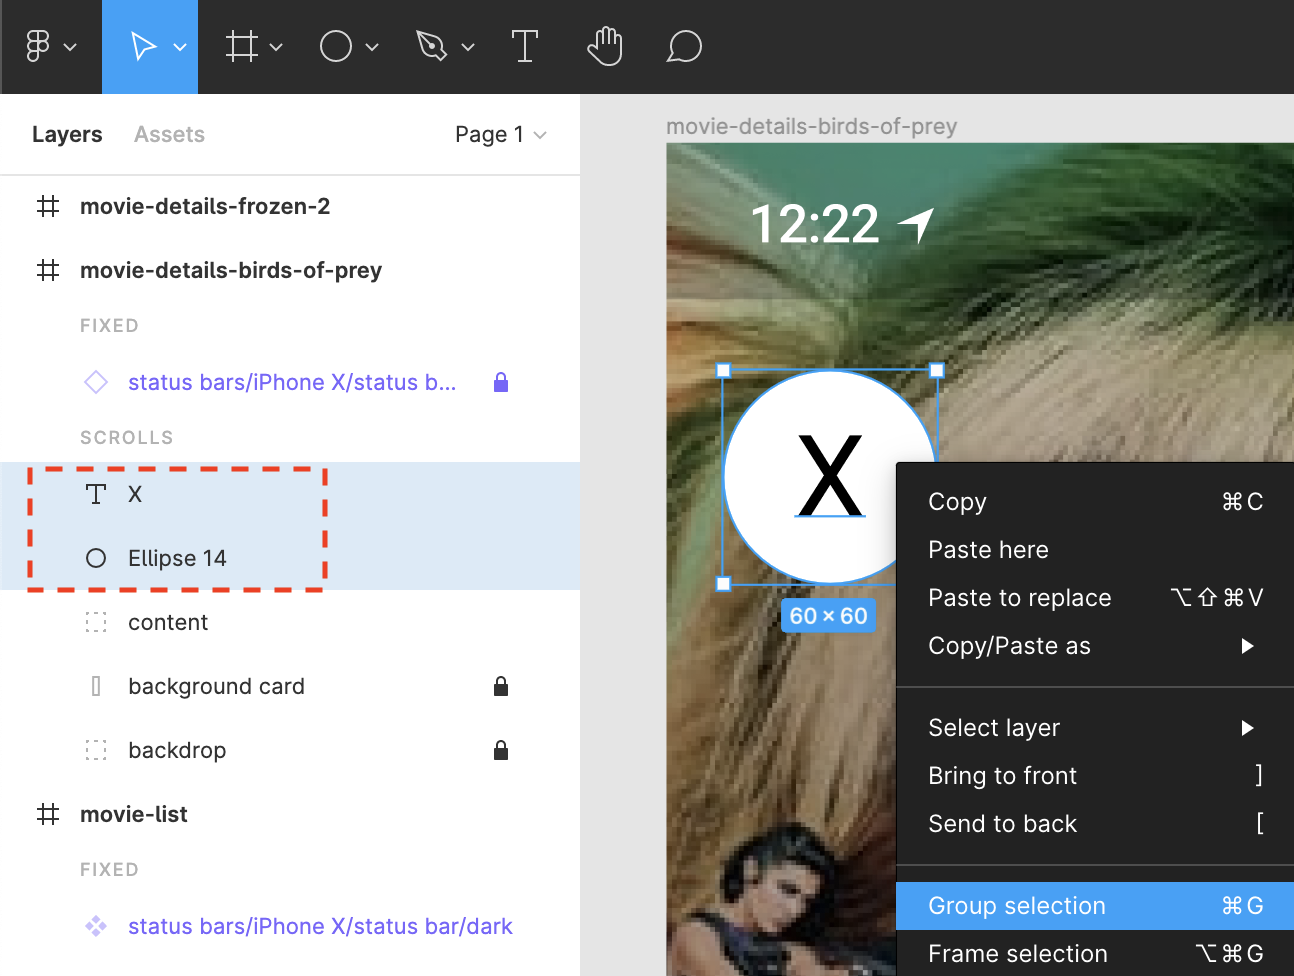 Layers Assets Page 1
movie-details-frozen-2
movie-details-birds-of-prey
FIXED
status bars/iPhone X/status b...
SCROLLS
X
Ellipse 14
content
background card
backdrop
movie-list
FIXED
status bars/iPhone X/status bar/dark
movie-details-birds-of-prey
12:22
X
60 × 60
Copy ⌘C
Paste here
Paste to replace ⌥⇧⌘V
Copy/Paste as
Select layer
Bring to front ]
Send to back [
Group selection ⌘G
Frame selection ⌥⌘G